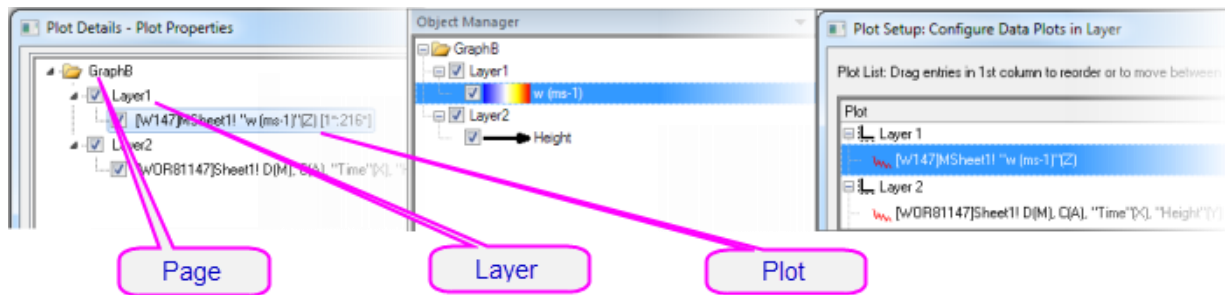 Plot Details - Plot Properties
GraphB
Layer1
[W147]MSheet1! "w (ms-1)"(Z) [1*:216*]
Layer2
[WOR81147]Sheet1! D(M), C(A), "Time"(X),
Object Manager
GraphB
Layer1
w (ms-1)
Layer2
Height
Plot Setup: Configure Data Plots in Layer
Plot List: Drag entries in 1st column to reorder or to move between
Plot
Layer 1
[W147]MSheet1! "w (ms-1)"(Z)
Layer 2
[WOR81147]Sheet1! D(M), C(A), "Time"(X), "Height"(Y)
Page
Layer
Plot